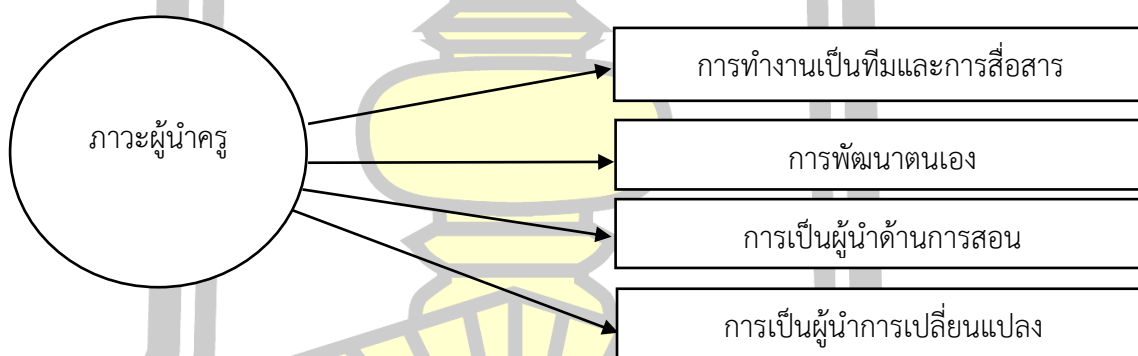 ภาวะผู้นำครู
การทำงานเป็นทีมและการสื่อสาร
การพัฒนาตนเอง
การเป็นผู้นำด้านการสอน
การเป็นผู้นำการเปลี่ยนแปลง